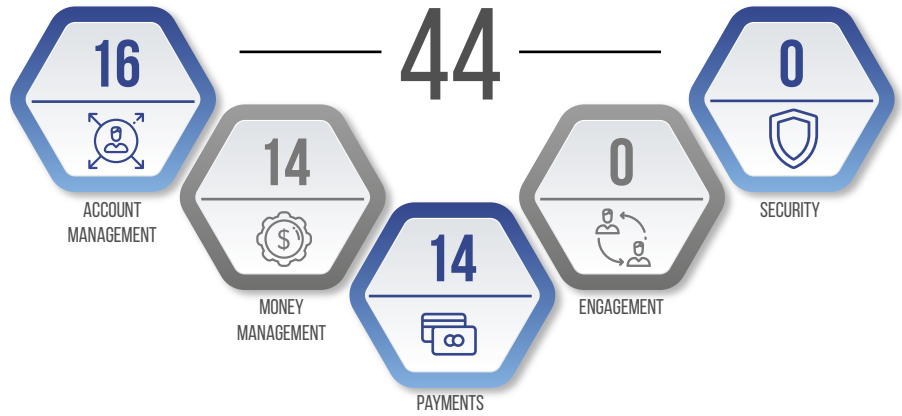 44
16
ACCOUNT
MANAGEMENT
14
$
MONEY
MANAGEMENT
14
PAYMENTS
0
ENGAGEMENT
0
SECURITY